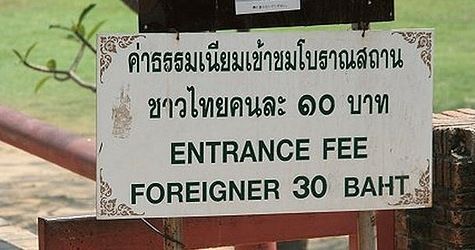 ค่าธรรมเนียมเข้าชมโบราณสถาน
ชาวไทยคนละ ๑๐ บาท
ENTRANCE FEE
FOREIGNER 30 BAHT